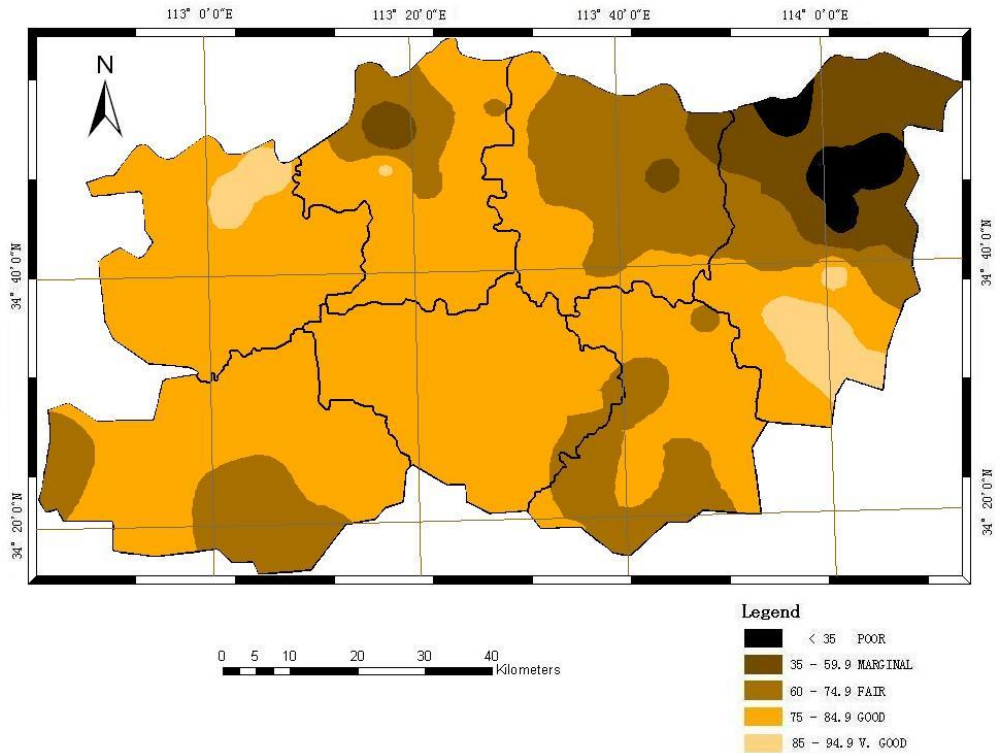 113° 0'0"E 113° 20'0"E 113° 40'0"E 114° 0'0"E
N
34° 40'0"N 34° 40'0"N
34° 20'0"N 34° 20'0"N
Legend
< 35 POOR
35 - 59.9 MARGINAL
60 - 74.9 FAIR
75 - 84.9 GOOD
85 - 94.9 V. GOOD
0 5 10 20 30 40
Kilometers